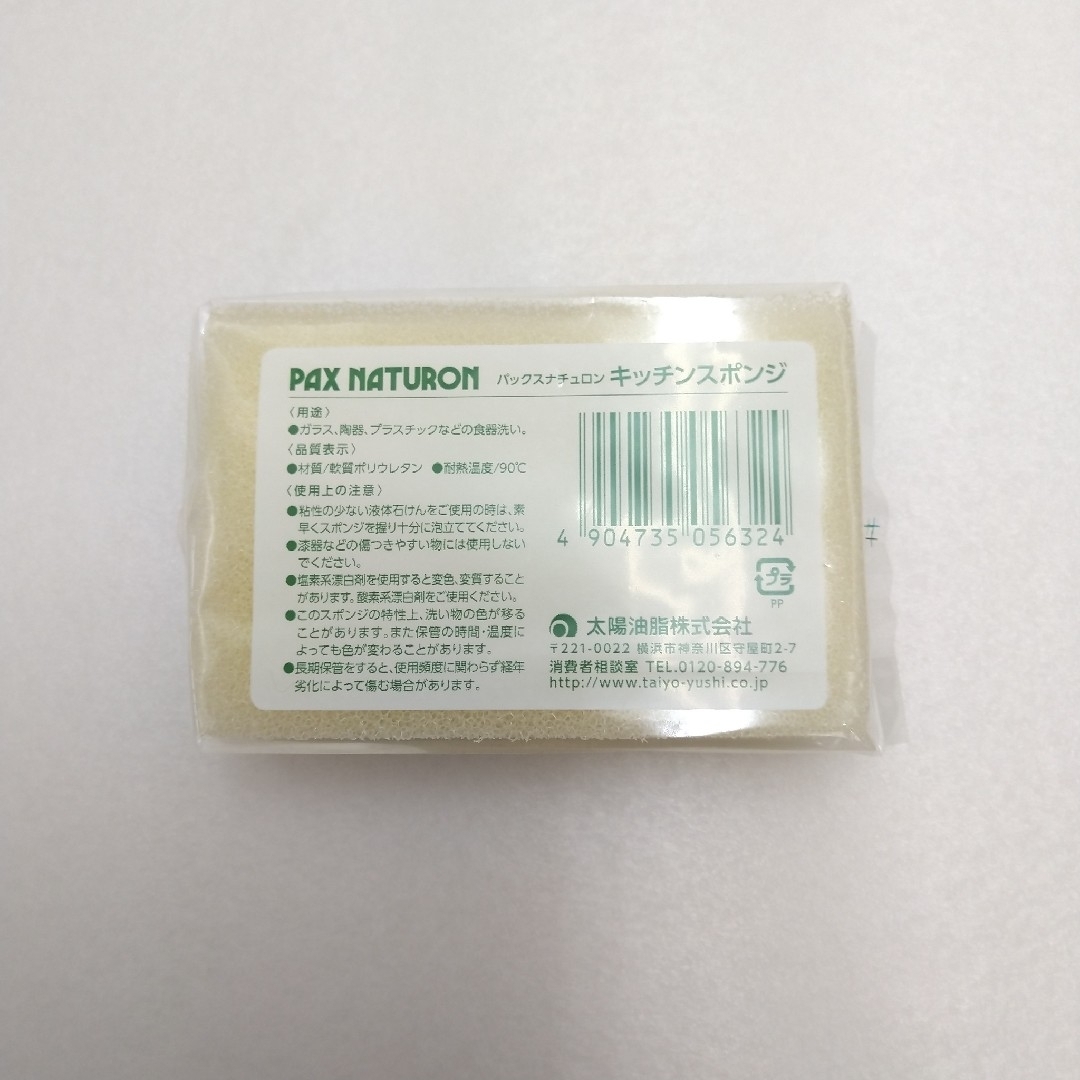 PAX NATURON パックスナチュロン キッチンスポンジ
〈用途〉
●ガラス、陶器、プラスチックなどの食器洗い。
〈品質表示〉
●材質/軟質ポリウレタン ●耐熱温度/90℃
〈使用上の注意〉
●粘性の少ない液体石けんをご使用の時は、素
早くスポンジを握り十分に泡立ててください。
●漆器などの傷つきやすい物には使用しない
でください。
●塩素系漂白剤を使用すると変色、変質すること
があります。酸素系漂白剤をご使用ください。
●このスポンジの特性上、洗い物の色が移る
ことがあります。また保管の時間・温度に
よっても色が変わることがあります。
●長期保管をすると、使用頻度に関わらず経年
劣化によって傷む場合があります。
4 904735 056324
プラ
PP
太陽油脂株式会社
〒221-0022 横浜市神奈川区守屋町2-7
消費者相談室 TEL.0120-894-776
http://www.taiyo-yushi.co.jp